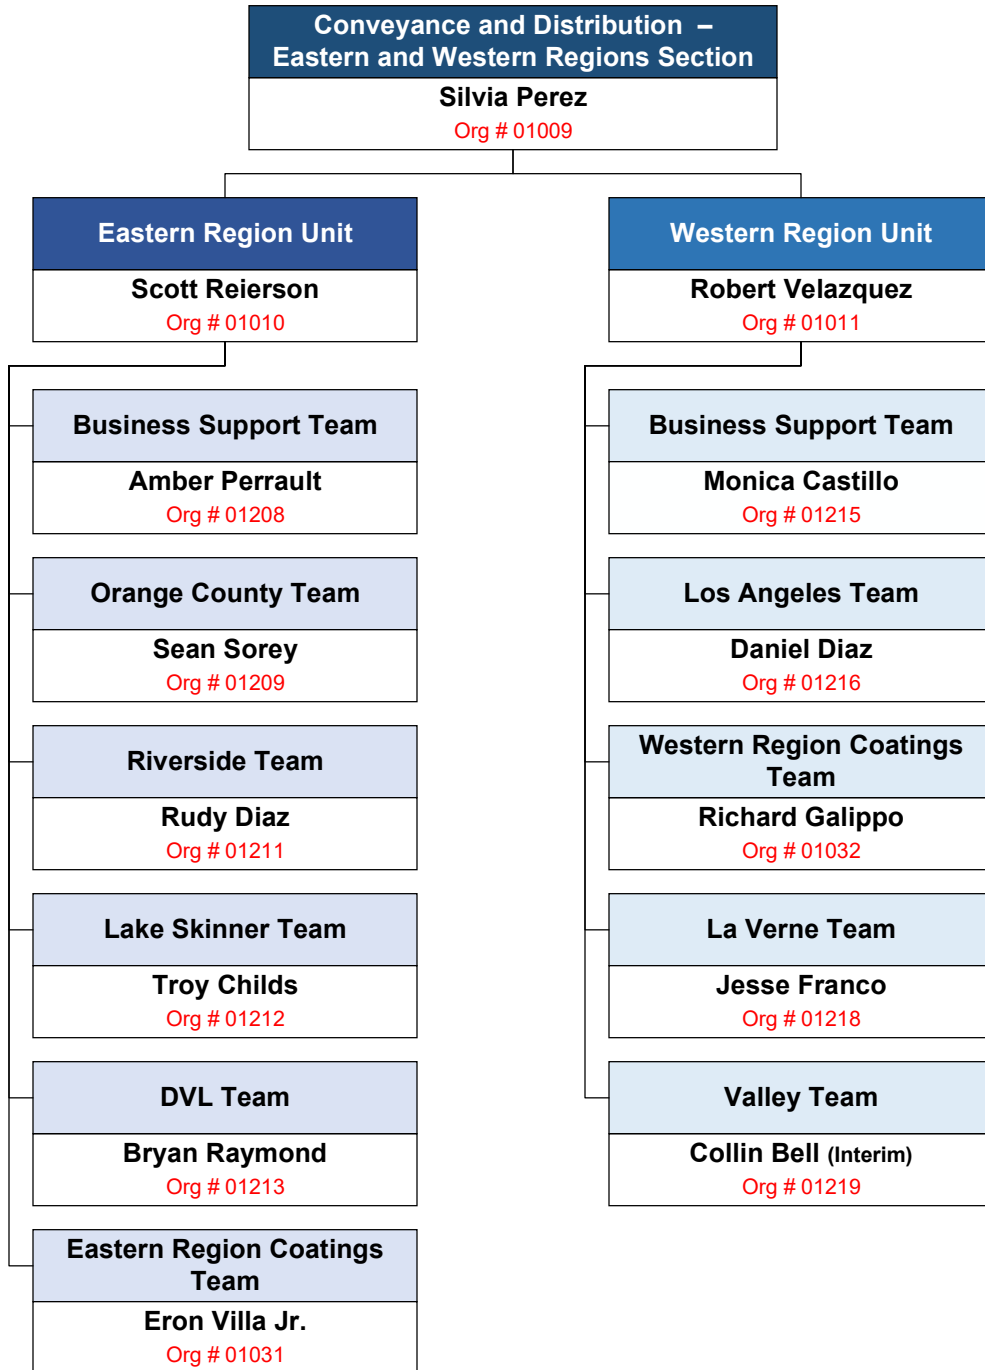 Conveyance and Distribution –
Eastern and Western Regions Section
Silvia Perez
Org # 01009
Eastern Region Unit
Scott Reierson
Org # 01010
Business Support Team
Amber Perrault
Org # 01208
Orange County Team
Sean Sorey
Org # 01209
Riverside Team
Rudy Diaz
Org # 01211
Lake Skinner Team
Troy Childs
Org # 01212
DVL Team
Bryan Raymond
Org # 01213
Eastern Region Coatings
Team
Eron Villa Jr.
Org # 01031
Western Region Unit
Robert Velazquez
Org # 01011
Business Support Team
Monica Castillo
Org # 01215
Los Angeles Team
Daniel Diaz
Org # 01216
Western Region Coatings
Team
Richard Galippo
Org # 01032
La Verne Team
Jesse Franco
Org # 01218
Valley Team
Collin Bell (Interim)
Org # 01219